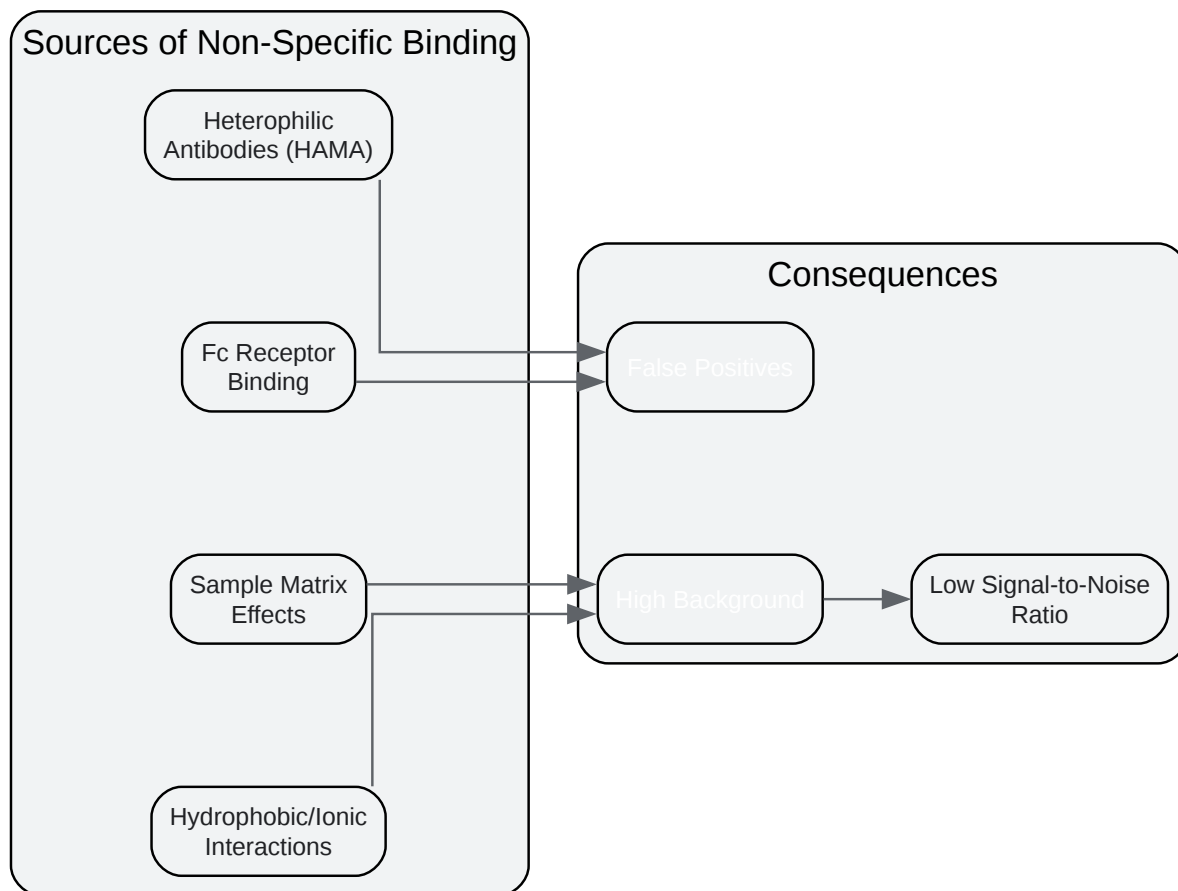 Sources of Non-Specific Binding
Heterophilic
Antibodies (HAMA)
Fc Receptor
Binding
Sample Matrix
Effects
Hydrophobic/Ionic
Interactions
Consequences
False Positives
High Background
Low Signal-to-Noise
Ratio